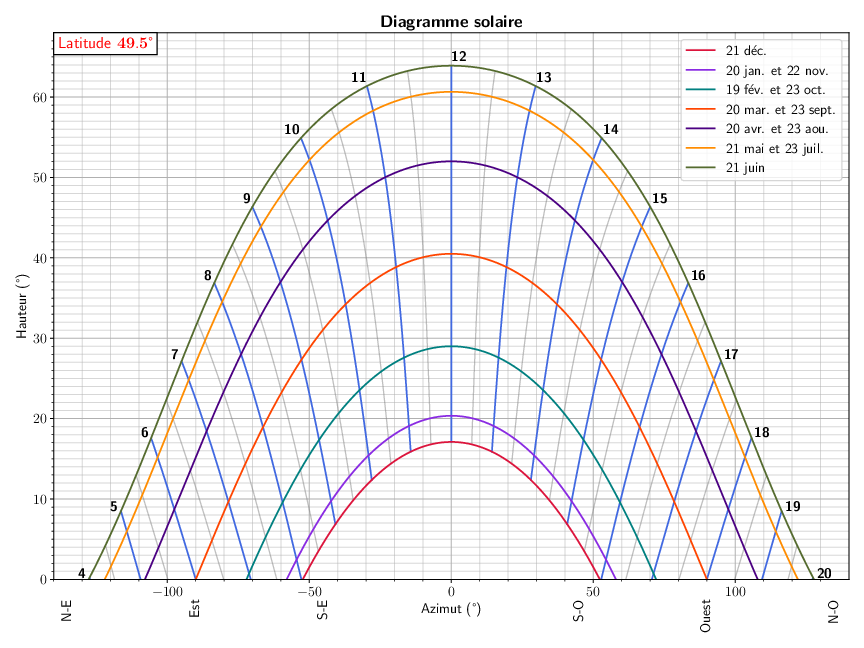 Diagramme solaire
Latitude 49.5°
21 déc.
20 jan. et 22 nov.
19 fév. et 23 oct.
20 mar. et 23 sept.
20 avr. et 23 aou.
21 mai et 23 juil.
21 juin
12
11
13
10
14
9
15
8
16
7
17
6
18
5
19
4
20
60
50
40
30
20
10
0
Hauteur (°)
−100
−50
0
50
100
Azimut (°)
N-E
Est
S-E
S-O
Ouest
N-O